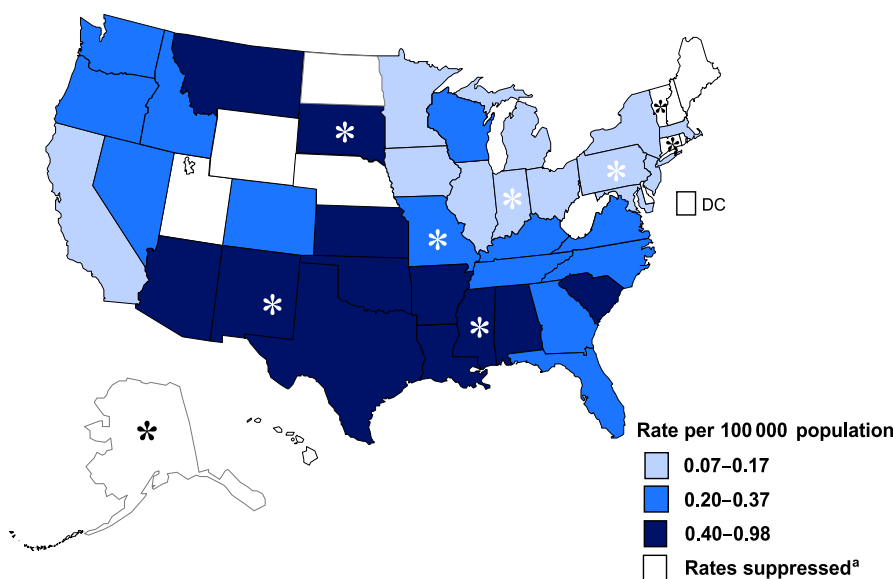 DC
Rate per 100 000 population
0.07–0.17
0.20–0.37
0.40–0.98
Rates suppressedª